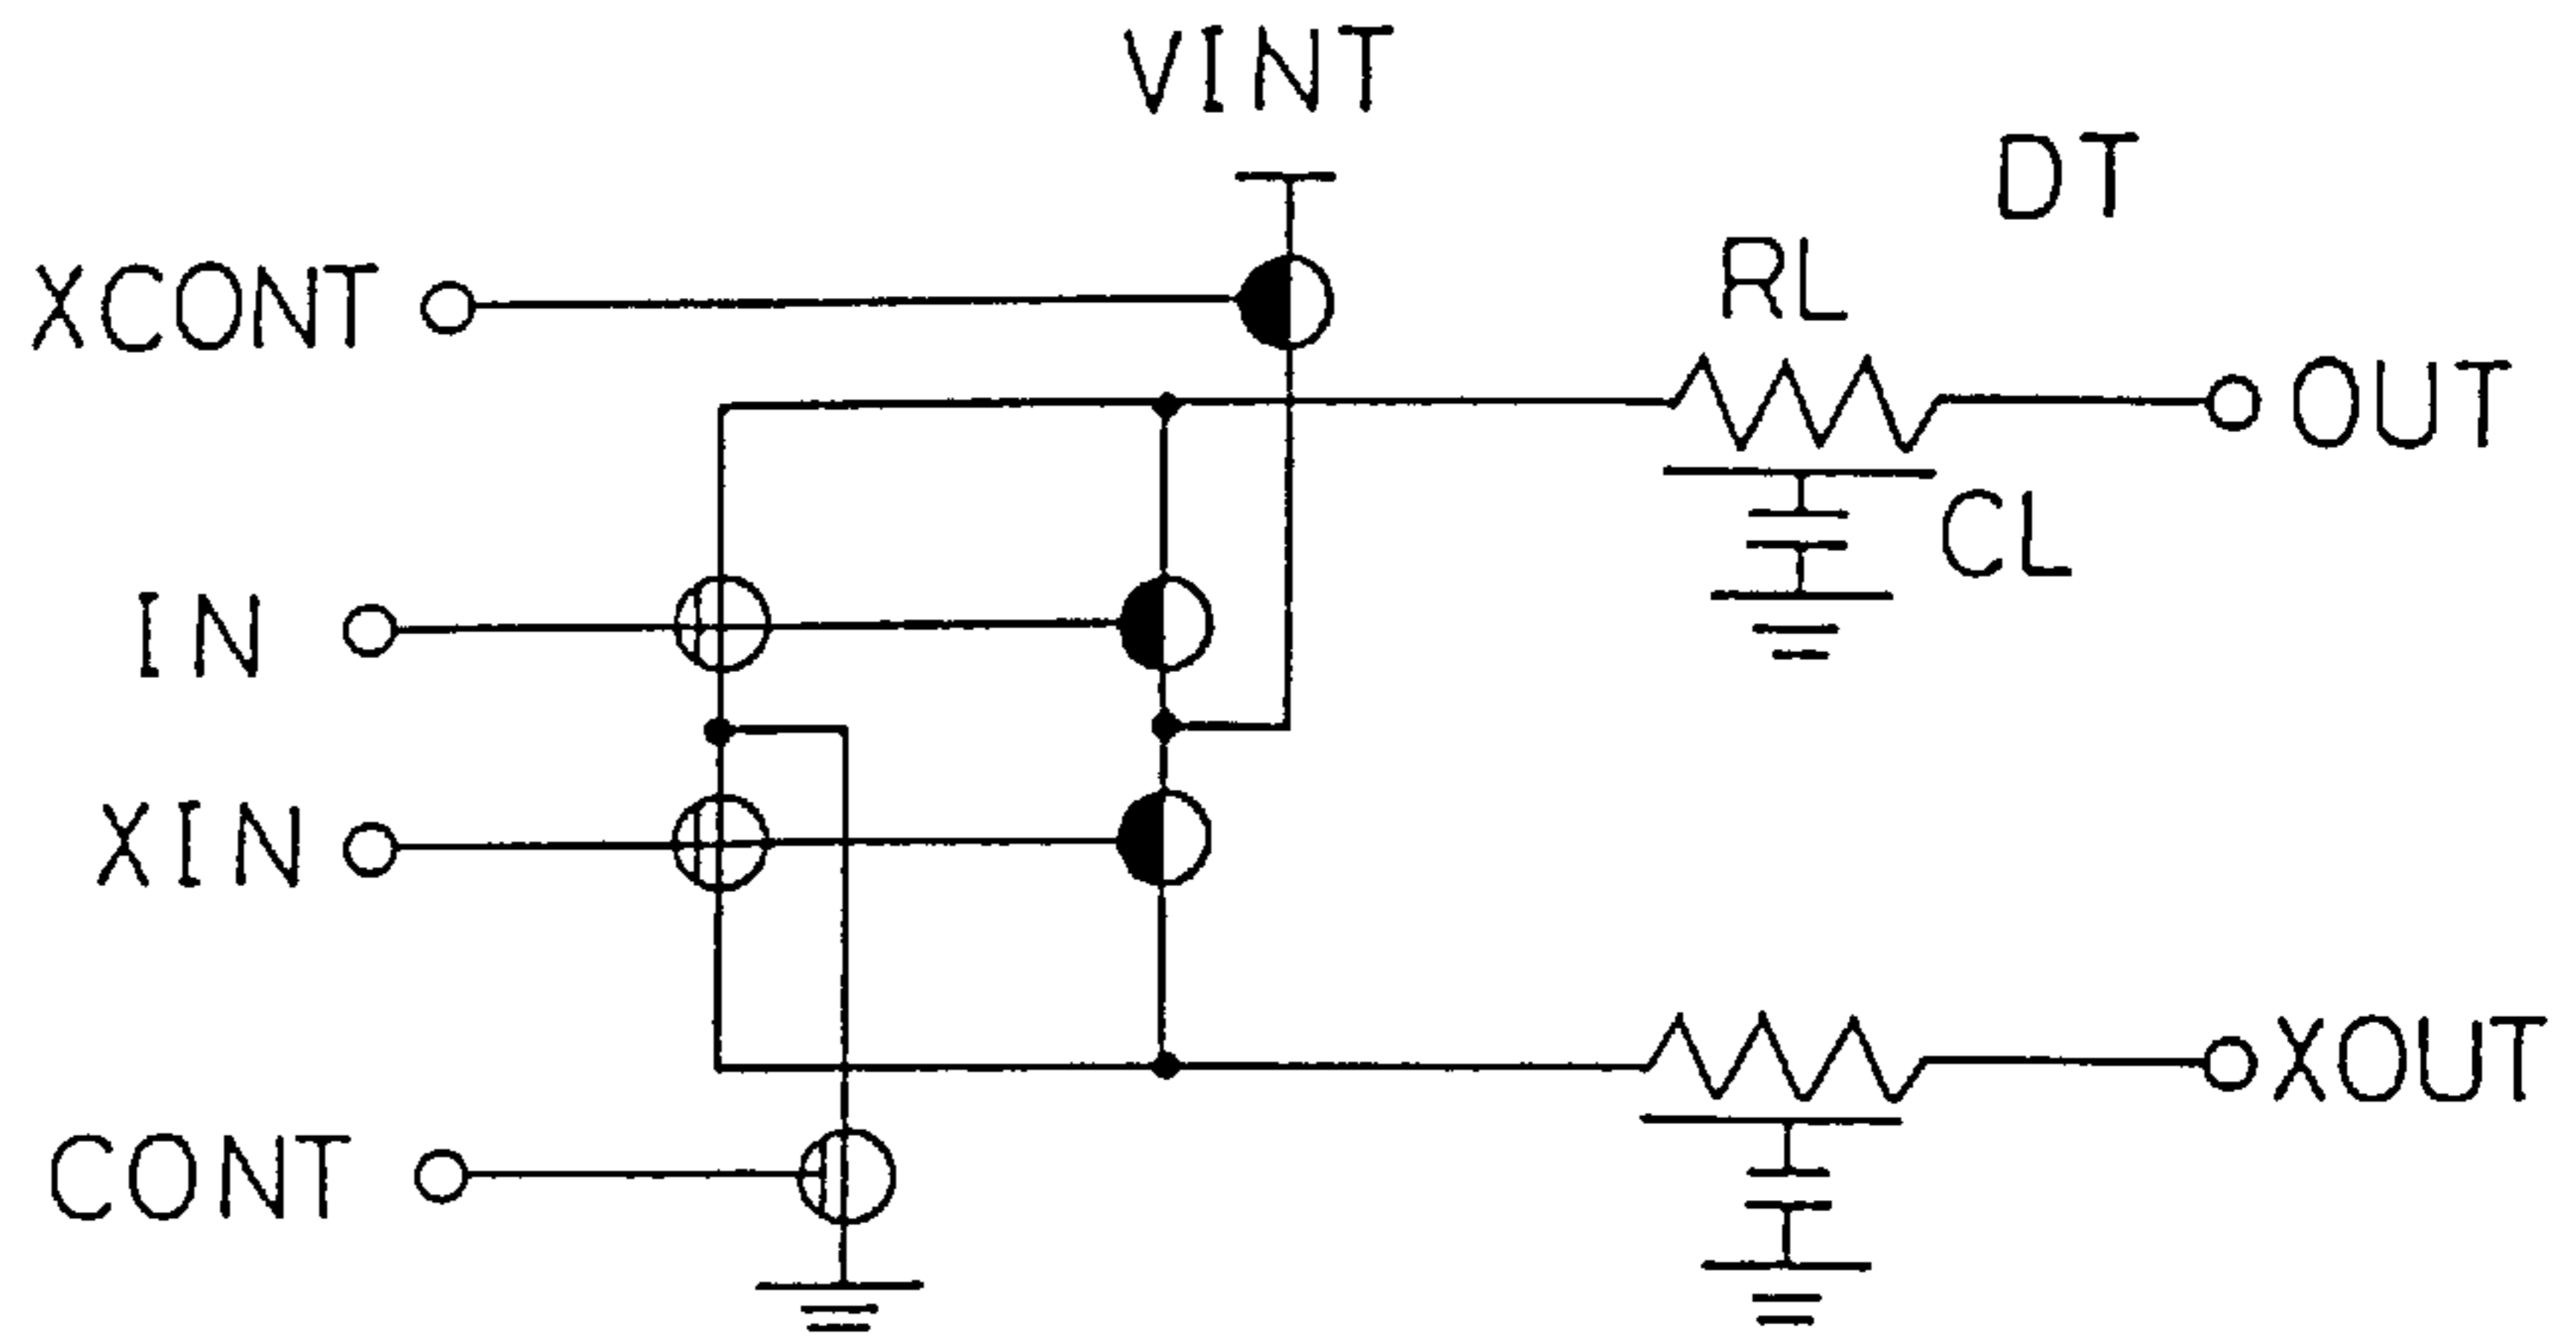 VINT
DT
XCONT
RL
OUT
CL
IN
XIN
XOUT
CONT